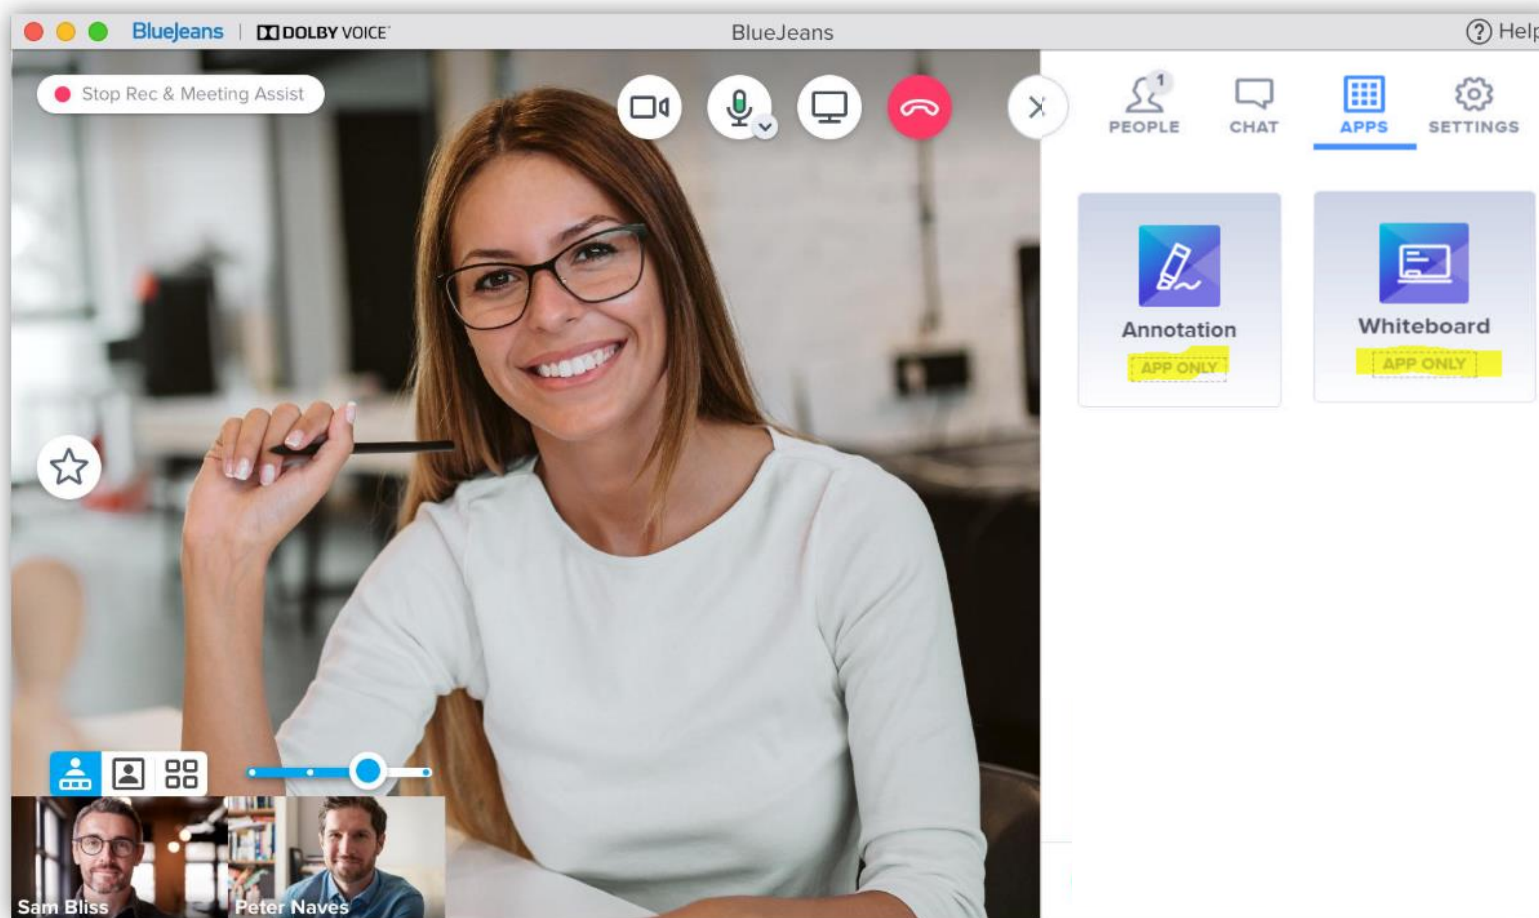 BlueJeans | DOLBY VOICE
BlueJeans
Help
Stop Rec & Meeting Assist
1
PEOPLE
CHAT
APPS
SETTINGS
Annotation
APP ONLY
Whiteboard
APP ONLY
Sam Bliss
Peter Naves